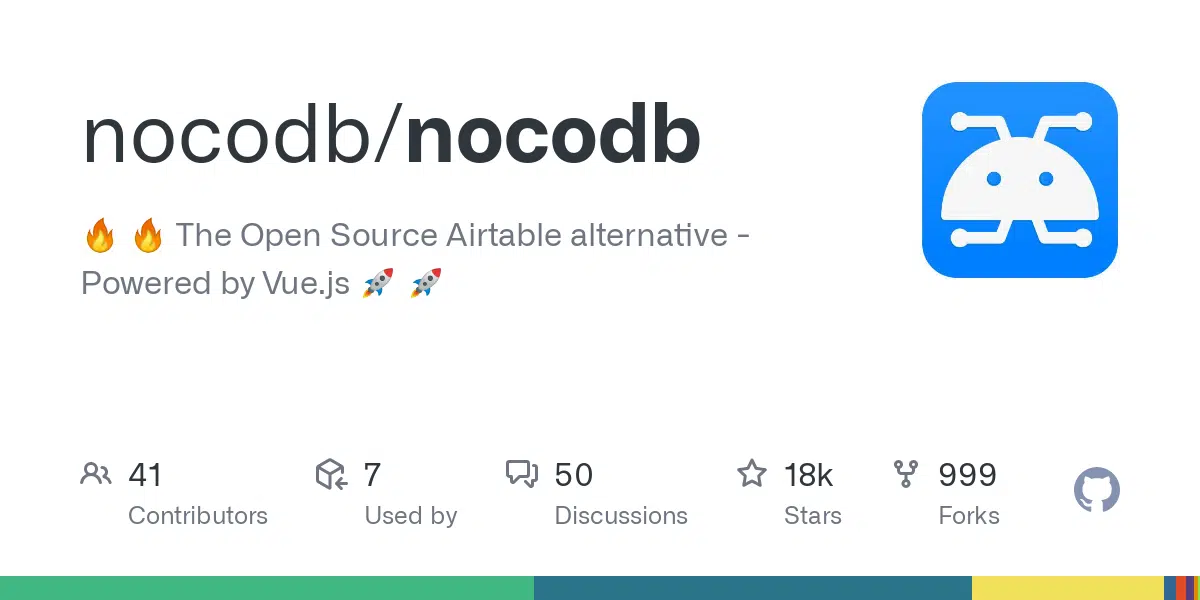 nocodb/nocodb
🔥 🔥 The Open Source Airtable alternative -
Powered by Vue.js 🚀 🚀
41 7 50 18k 999
Contributors Used by Discussions Stars Forks